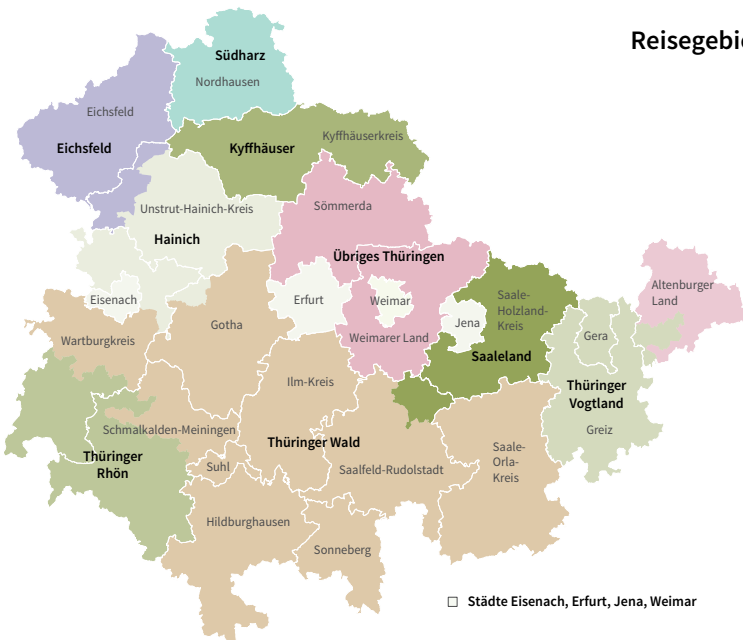 Reisegebie
Südharz
Nordhausen
Eichsfeld
Eichsfeld
Kyffhäuserkreis
Kyffhäuser
Unstrut-Hainich-Kreis
Hainich
Sömmerda
Übriges Thüringen
Eisenach
Erfurt
Weimar
Jena
Saale-
Holzland-
Kreis
Altenburger
Land
Wartburgkreis
Gotha
Weimarer Land
Saaleland
Gera
Thüringer
Vogtland
Greiz
Ilm-Kreis
Schmalkalden-Meiningen
Thüringer Wald
Thüringer
Rhön
Suhl
Saalfeld-Rudolstadt
Saale-
Orla-
Kreis
Hildburghausen
Sonneberg
Städte Eisenach, Erfurt, Jena, Weimar